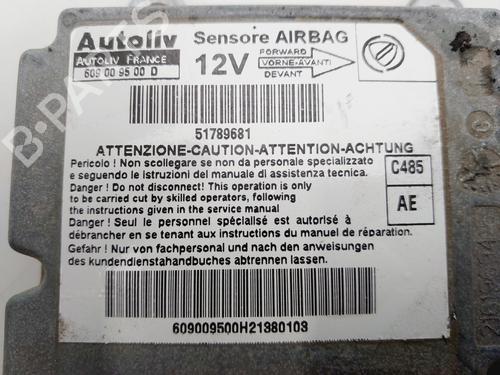 Autoliv
AUTOLIV FRANCE
609 00 95 00 D
Sensore AIRBAG
12V
FORWARD
VORNE-AVANTI
DEVANT
51789681
ATTENZIONE-CAUTION-ATTENTION-ACHTUNG
Pericolo ! Non scollegare se non da personale specializzato
e seguendo le istruzioni del manuale di assistenza tecnica.
Danger ! Do not disconnect! This operation is only
to be carried cut by skilled operators, following
the instructions given in the service manual
Danger ! Seul le personnel spécialisé est autorisé à
débrancher en se tenant aux instructions du manuel de réparation.
Gefahr ! Nur von fachpersonal und nach den anweisungen
des kundendienstahandbuches abtrennen lassen.
C485
AE
609009500H21380103
B-PARTS